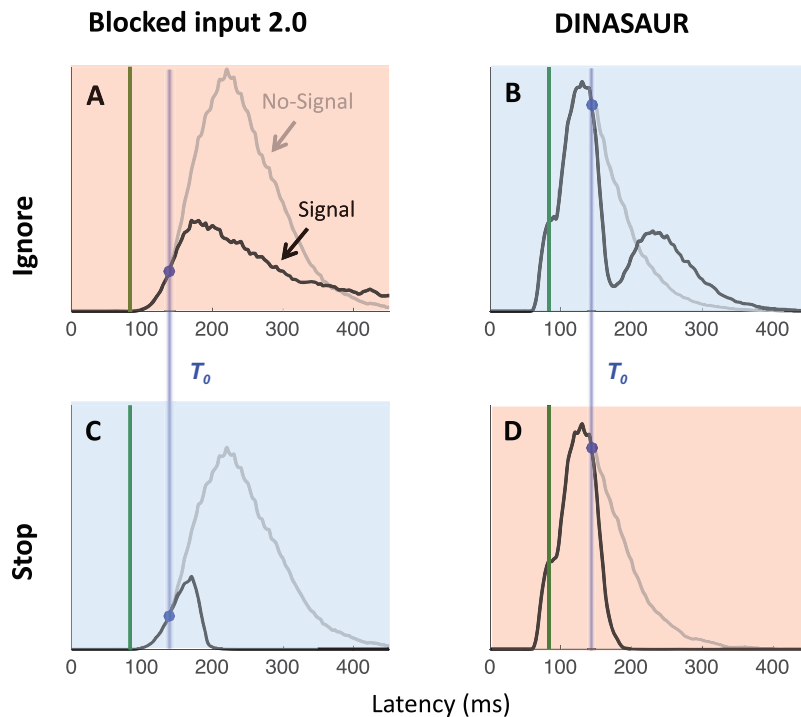 Blocked input 2.0
DINASAUR
A
No-Signal
Signal
B
Ignore
0 100 200 300 400
0 100 200 300 400
T0
T0
C
D
Stop
0 100 200 300 400
0 100 200 300 400
Latency (ms)